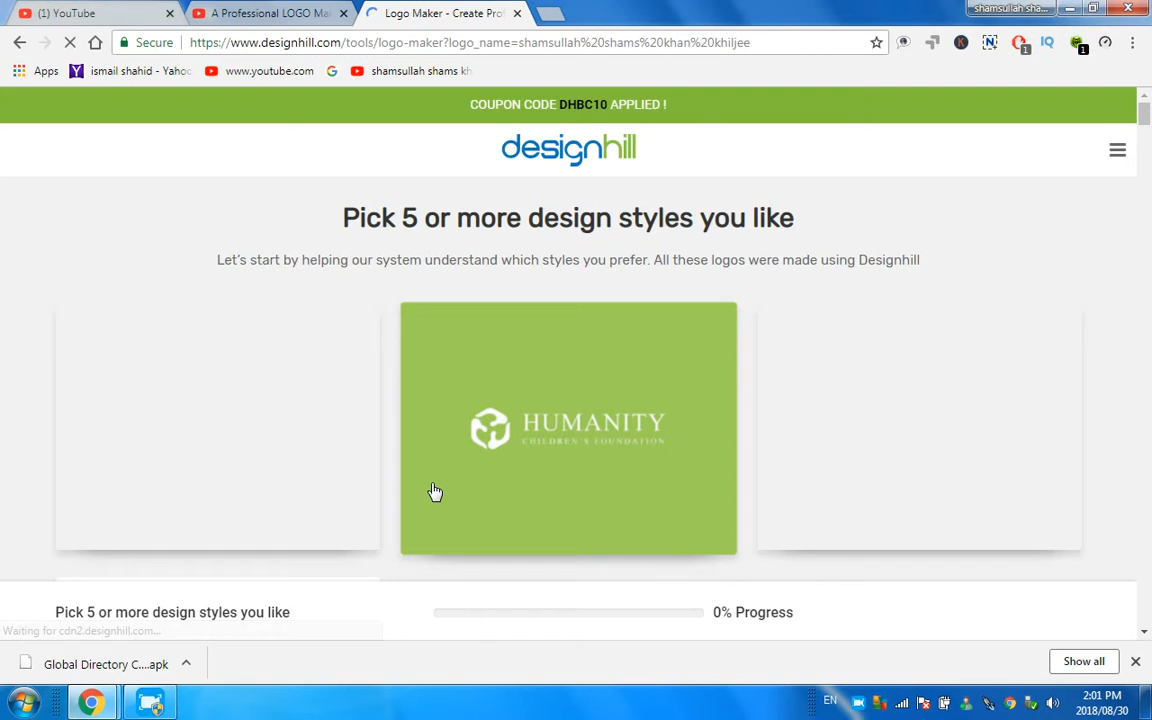 (1) YouTube
A Professional LOGO Ma
Logo Maker - Create Pro
shamsullah sha...
Secure
https://www.designhill.com/tools/logo-maker?logo_name=shamsullah%20shams%20khan%20khiljee
Apps
ismail shahid - Yahoo
www.youtube.com
shamsullah shams kh
COUPON CODE DHBC10 APPLIED !
designhill
Pick 5 or more design styles you like
Let's start by helping our system understand which styles you prefer. All these logos were made using Designhill
HUMANITY
CHILDREN'S FOUNDATION
Pick 5 or more design styles you like
0% Progress
Waiting for cdn2.designhill.com...
Global Directory C....apk
Show all
EN
2:01 PM
2018/08/30